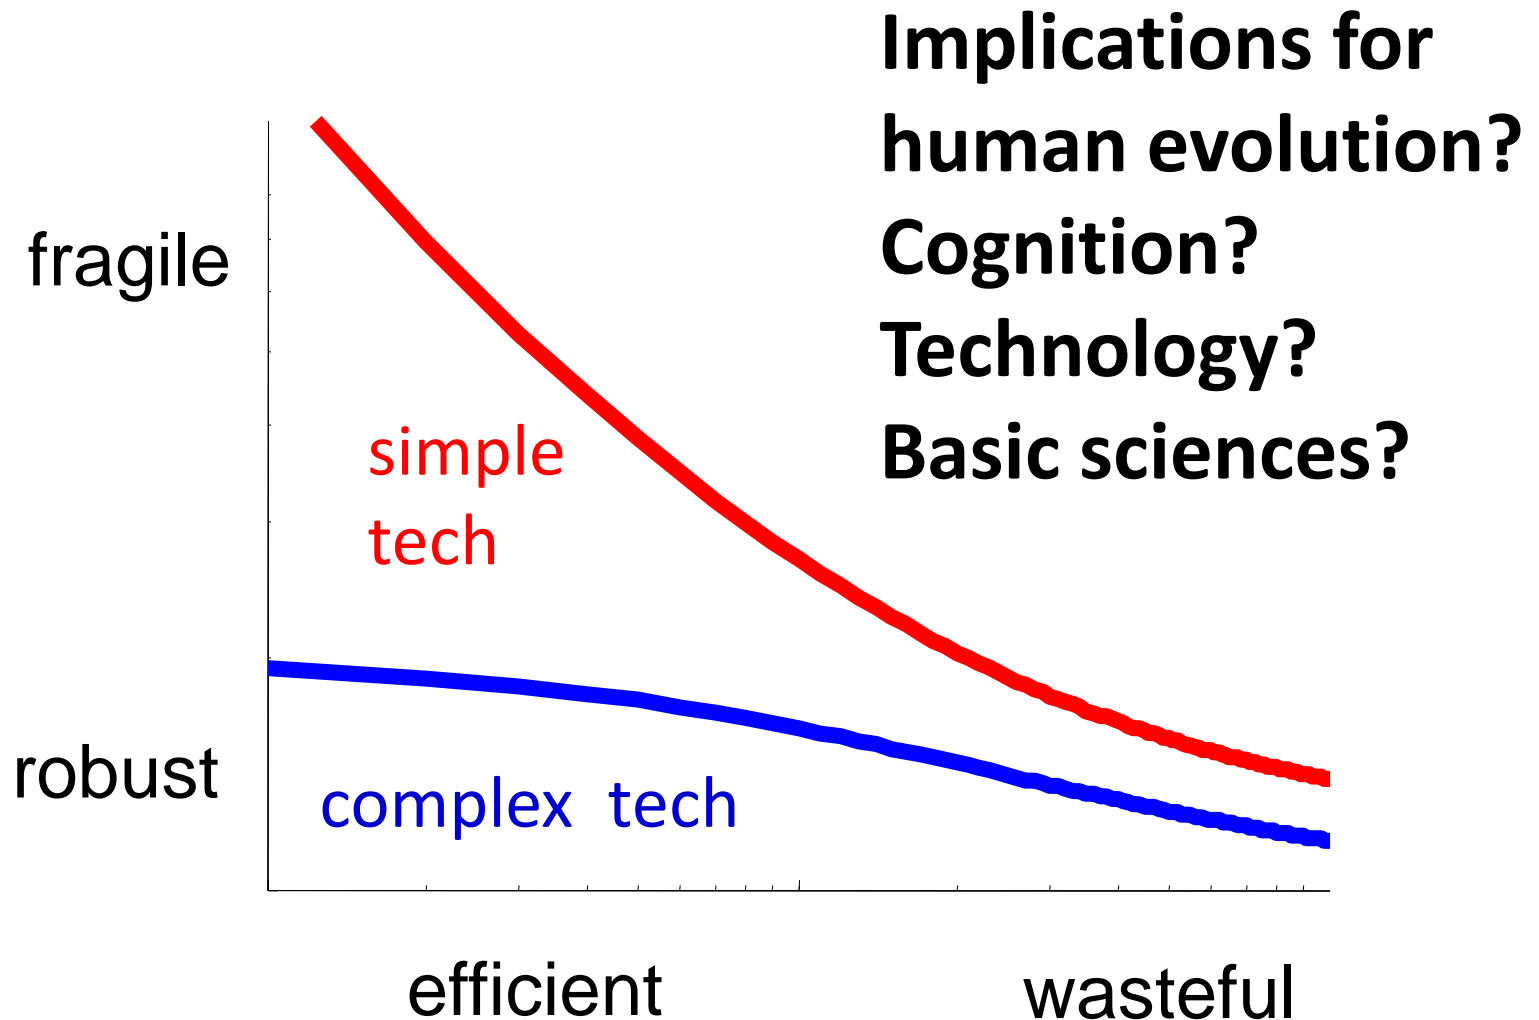 Implications for
human evolution?
Cognition?
Technology?
Basic sciences?
fragile
simple
tech
robust
complex tech
efficient
wasteful